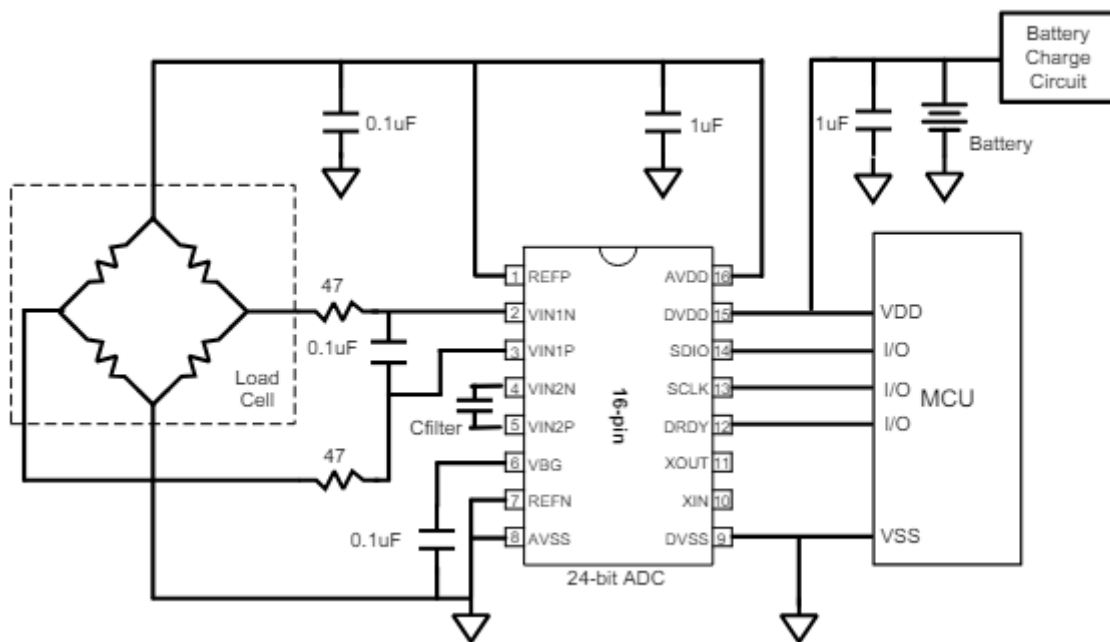 Battery
Charge
Circuit
0.1uF
1uF
1uF
Battery
47
0.1uF
Load
Cell
47
0.1uF
1 REFP
2 VIN1N
3 VIN1P
4 VIN2N
5 VIN2P
6 VBG
7 REFN
8 AVSS
Cfilter
16-pin
AVDD 16
DVDD 15
SDIO 14
SCLK 13
DRDY 12
XOUT 11
XIN 10
DVSS 9
24-bit ADC
VDD
I/O
I/O
I/O
MCU
VSS